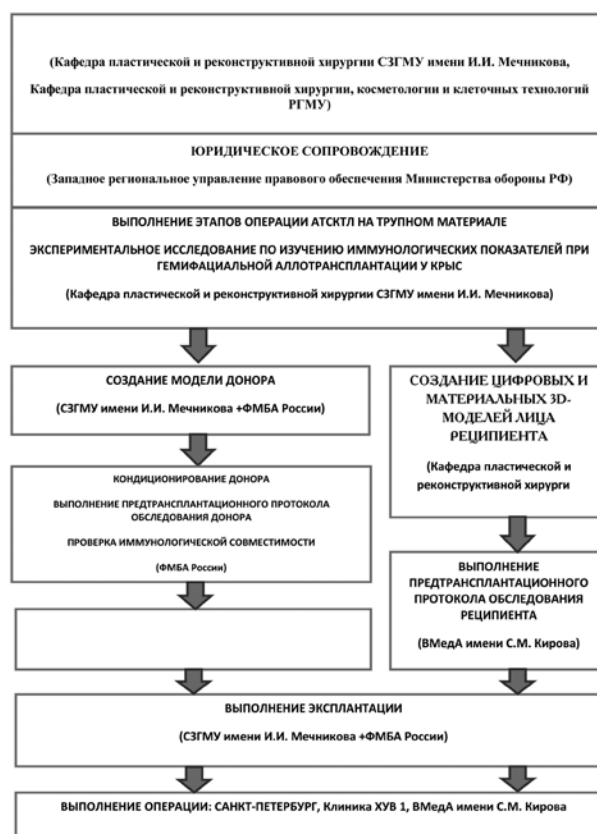 (Кафедра пластической и реконструктивной хирургии СЗГМУ имени И.И. Мечникова,
Кафедра пластической и реконструктивной хирургии, косметологии и клеточных технологий
РГМУ)
ЮРИДИЧЕСКОЕ СОПРОВОЖДЕНИЕ
(Западное региональное управление правового обеспечения Министерства обороны РФ)
ВЫПОЛНЕНИЕ ЭТАПОВ ОПЕРАЦИИ АТСКТЛ НА ТРУПНОМ МАТЕРИАЛЕ
ЭКСПЕРИМЕНТАЛЬНОЕ ИССЛЕДОВАНИЕ ПО ИЗУЧЕНИЮ ИММУНОЛОГИЧЕСКИХ ПОКАЗАТЕЛЕЙ ПРИ
ГЕМИФАЦИАЛЬНОЙ АЛЛОТРАНСПЛАНТАЦИИ У КРЫС
(Кафедра пластической и реконструктивной хирургии СЗГМУ имени И.И. Мечникова)
СОЗДАНИЕ МОДЕЛИ ДОНОРА
(СЗГМУ имени И.И. Мечникова +ФМБА России)
КОНДИЦИОНИРОВАНИЕ ДОНОРА
ВЫПОЛНЕНИЕ ПРЕДТРАНСПЛАНТАЦИОННОГО ПРОТОКОЛА
ОБСЛЕДОВАНИЯ ДОНОРА
ПРОВЕРКА ИММУНОЛОГИЧЕСКОЙ СОВМЕСТИМОСТИ
(ФМБА России)
СОЗДАНИЕ ЦИФРОВЫХ И
МАТЕРИАЛЬНЫХ 3D-
МОДЕЛЕЙ ЛИЦА
РЕЦИПИЕНТА
(Кафедра пластической и
реконструктивной хирурги
ВЫПОЛНЕНИЕ
ПРЕДТРАНСПЛАНТАЦИОННОГО
ПРОТОКОЛА ОБСЛЕДОВАНИЯ
РЕЦИПИЕНТА
(ВМедА имени С.М. Кирова)
ВЫПОЛНЕНИЕ ЭКСПЛАНТАЦИИ
(СЗГМУ имени И.И. Мечникова +ФМБА России)
ВЫПОЛНЕНИЕ ОПЕРАЦИИ: САНКТ-ПЕТЕРБУРГ, Клиника ХУВ 1, ВМедА имени С.М. Кирова